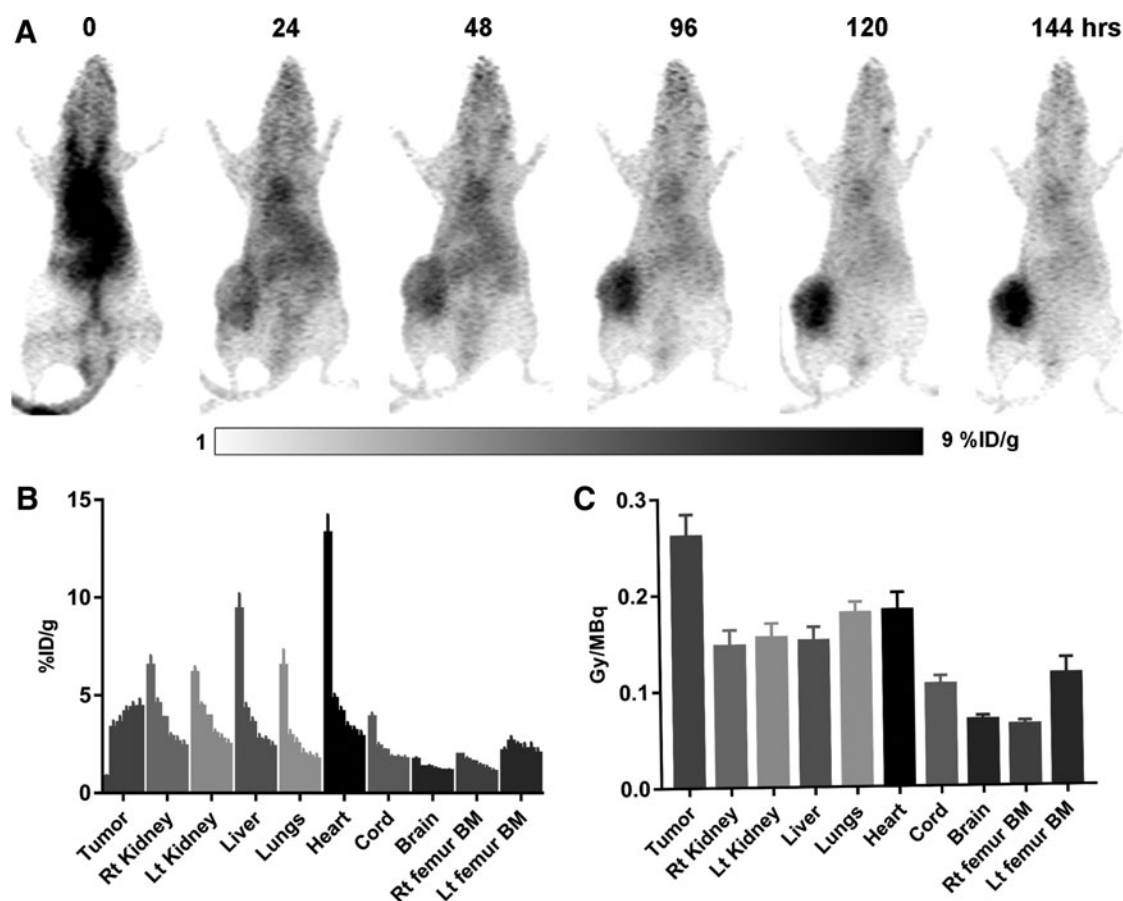 A
0 24 48 96 120 144 hrs
1 9 %ID/g
B
15
10
5
0
%ID/g
Tumor
Rt Kidney
Lt Kidney
Liver
Lungs
Heart
Cord
Brain
Rt femur BM
Lt femur BM
C
0.3
0.2
0.1
0.0
Gy/MBq
Tumor
Rt Kidney
Lt Kidney
Liver
Lungs
Heart
Cord
Brain
Rt femur BM
Lt femur BM